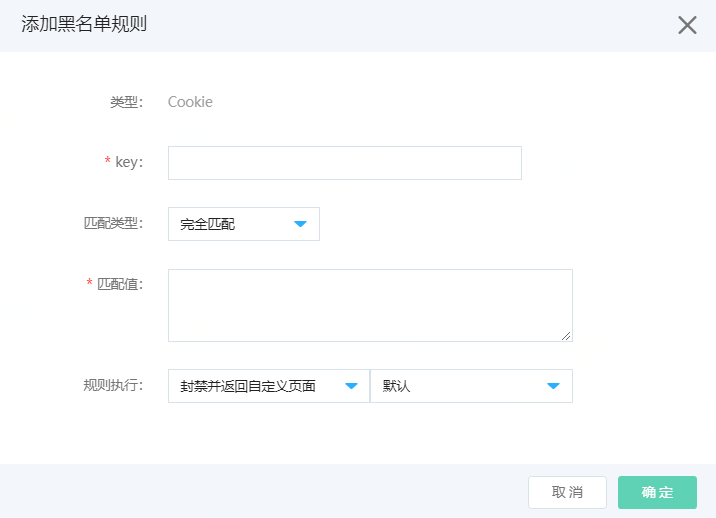 添加黑名单规则
类型： Cookie
* key：
匹配类型： 完全匹配
* 匹配值：
规则执行： 封禁并返回自定义页面 默认
取消 确定